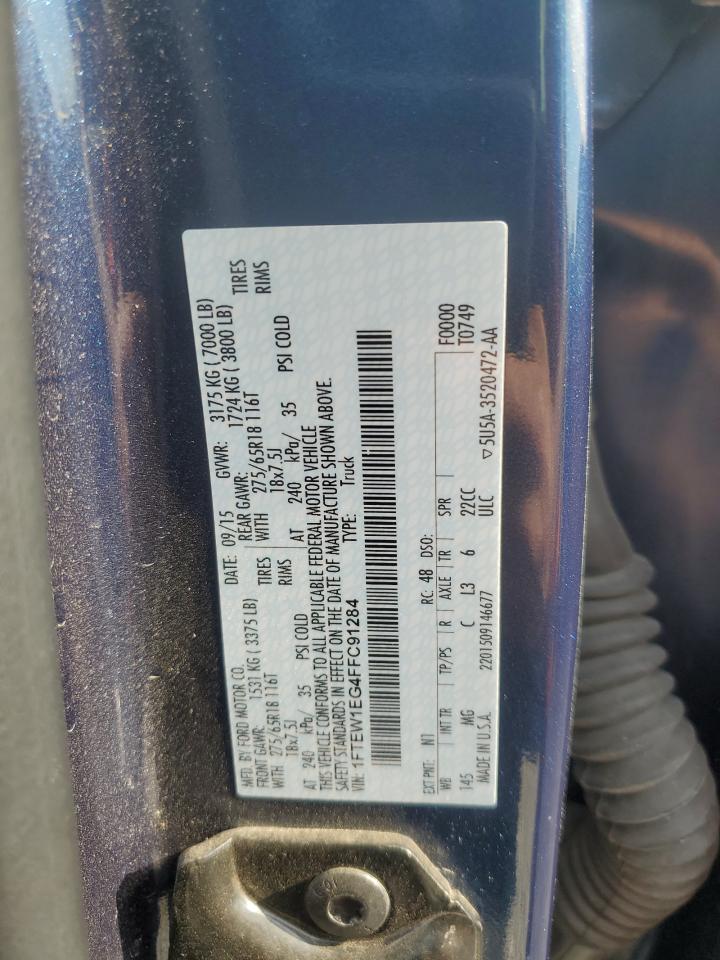 MFD. BY FORD MOTOR CO. DATE: 09/15 GVWR: 3175 KG ( 7000 LB)
FRONT GAWR: 1531 KG ( 3375 LB) REAR GAWR: 1724 KG ( 3800 LB)
WITH 275/65R18 116T TIRES WITH 275/65R18 116T TIRES
18x7.5J RIMS 18x7.5J RIMS
AT 240 kPa/ 35 PSI COLD AT 240 kPa/ 35 PSI COLD
THIS VEHICLE CONFORMS TO ALL APPLICABLE FEDERAL MOTOR VEHICLE
SAFETY STANDARDS IN EFFECT ON THE DATE OF MANUFACTURE SHOWN ABOVE.
VIN: 1FTEW1EG4FFC91284 TYPE: Truck
EXT PNT: N1 RC: 48 DSO: F0000
WB INT TR TP/PS R AXLE TR SPR T0749
145 MG C L3 6 22CC
MADE IN U.S.A. 2201509146677 ULC ▽5U5A-3520472-AA